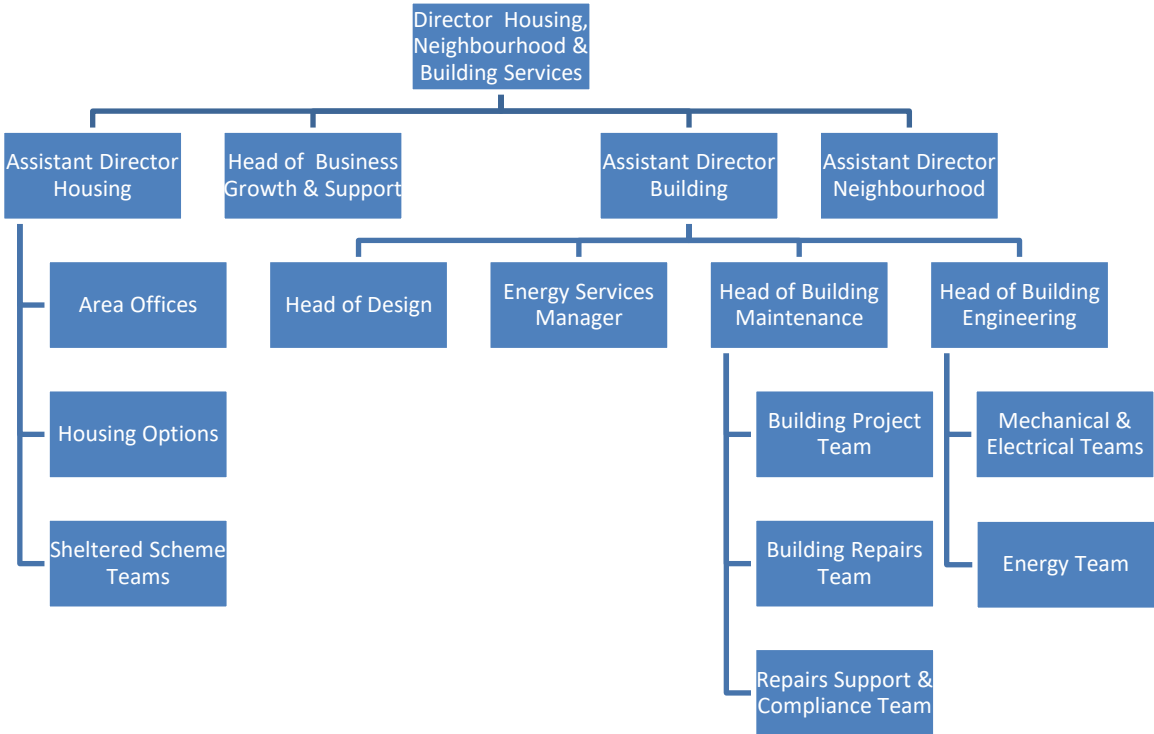 Director Housing,
Neighbourhood &
Building Services
Assistant Director
Housing
Head of Business
Growth & Support
Assistant Director
Building
Assistant Director
Neighbourhood
Area Offices
Head of Design
Energy Services
Manager
Head of Building
Maintenance
Head of Building
Engineering
Housing Options
Building Project
Team
Mechanical &
Electrical Teams
Sheltered Scheme
Teams
Building Repairs
Team
Energy Team
Repairs Support &
Compliance Team